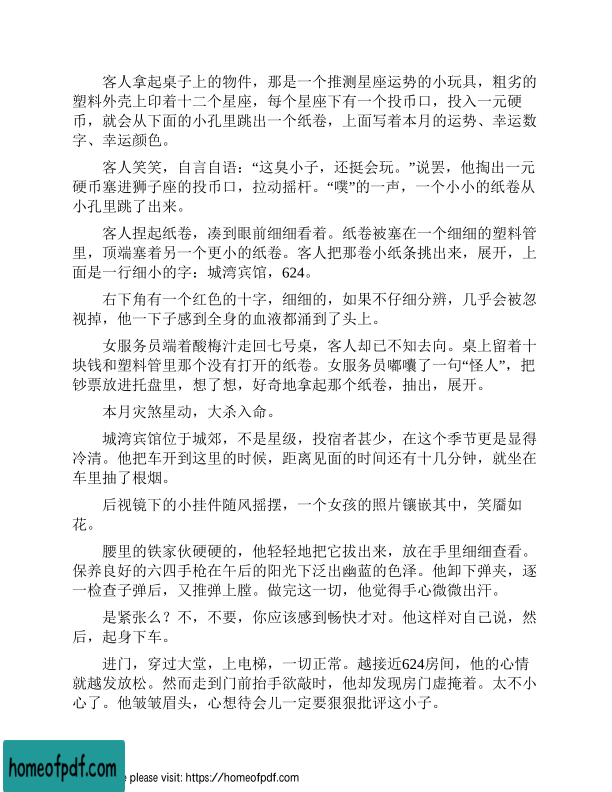 客人拿起桌子上的物件，那是一个推测星座运势的小玩具，粗劣的
塑料外壳上印着十二个星座，每个星座下有一个投币口，投入一元硬
币，就会从下面的小孔里跳出一个纸卷，上面写着本月的运势、幸运数
字、幸运颜色。
客人笑笑，自言自语：“这臭小子，还挺会玩。”说罢，他掏出一元
硬币塞进狮子座的投币口，拉动摇杆。“噗”的一声，一个小小的纸卷从
小孔里跳了出来。
客人捏起纸卷，凑到眼前细细看着。纸卷被塞在一个细细的塑料管
里，顶端塞着另一个更小的纸卷。客人把那卷小纸条挑出来，展开，上
面是一行细小的字：城湾宾馆，624。
右下角有一个红色的十字，细细的，如果不仔细分辨，几乎会被忽
视掉，他一下子感到全身的血液都涌到了头上。
女服务员端着酸梅汁走回七号桌，客人却已不知去向。桌上留着十
块钱和塑料管里那个没有打开的纸卷。女服务员嘟囔了一句“怪人”，把
钞票放进托盘里，想了想，好奇地拿起那个纸卷，抽出，展开。
本月灾煞星动，大杀入命。
城湾宾馆位于城郊，不是星级，投宿者甚少，在这个季节更是显得
冷清。他把车开到这里的时候，距离见面的时间还有十几分钟，就坐在
车里抽了根烟。
后视镜下的小挂件随风摇摆，一个女孩的照片镶嵌其中，笑靥如
花。
腰里的铁家伙硬硬的，他轻轻地把它拔出来，放在手里细细查看。
保养良好的六四手枪在午后的阳光下泛出幽蓝的色泽。他卸下弹夹，逐
一检查子弹后，又推弹上膛。做完这一切，他觉得手心微微出汗。
是紧张么？不，不要，你应该感到畅快才对。他这样对自己说，然
后，起身下车。
进门，穿过大堂，上电梯，一切正常。越接近624房间，他的心情
就越发放松。然而走到门前抬手欲敲时，他却发现房门虚掩着。太不小
心了。他皱皱眉头，心想待会儿一定要狠狠批评这小子。
homeofpdf.com
e please visit: https://homeofpdf.com